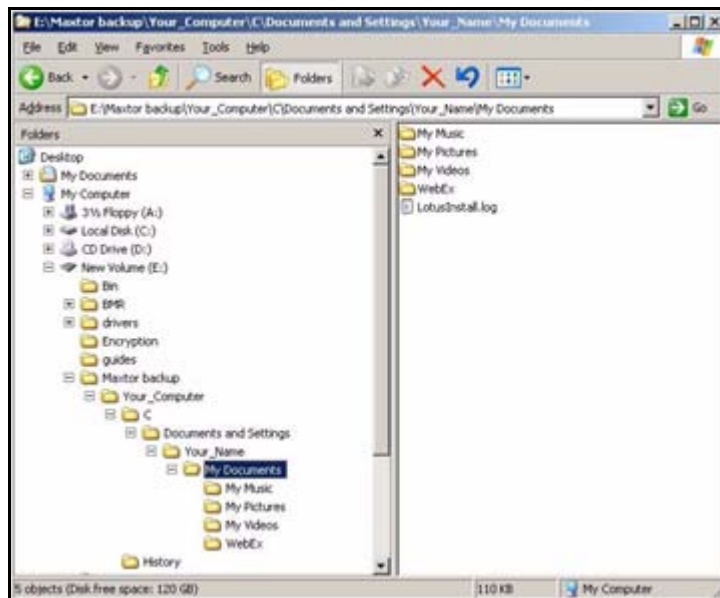 E:\Maxtor backup\Your_Computer\C\Documents and Settings\Your_Name\My Documents
File Edit View Favorites Tools Help
Back Search Folders
Address E:\Maxtor backup\Your_Computer\C\Documents and Settings\Your_Name\My Documents Go
Folders
Desktop
My Documents
My Computer
3½ Floppy (A:)
Local Disk (C:)
CD Drive (D:)
New Volume (E:)
Bin
BMR
drivers
Encryption
guides
Maxtor backup
Your_Computer
C
Documents and Settings
Your_Name
My Documents
My Music
My Pictures
My Videos
WebEx
History
My Music
My Pictures
My Videos
WebEx
LotusInstall.log
5 objects (Disk free space: 120 GB) 110 KB My Computer